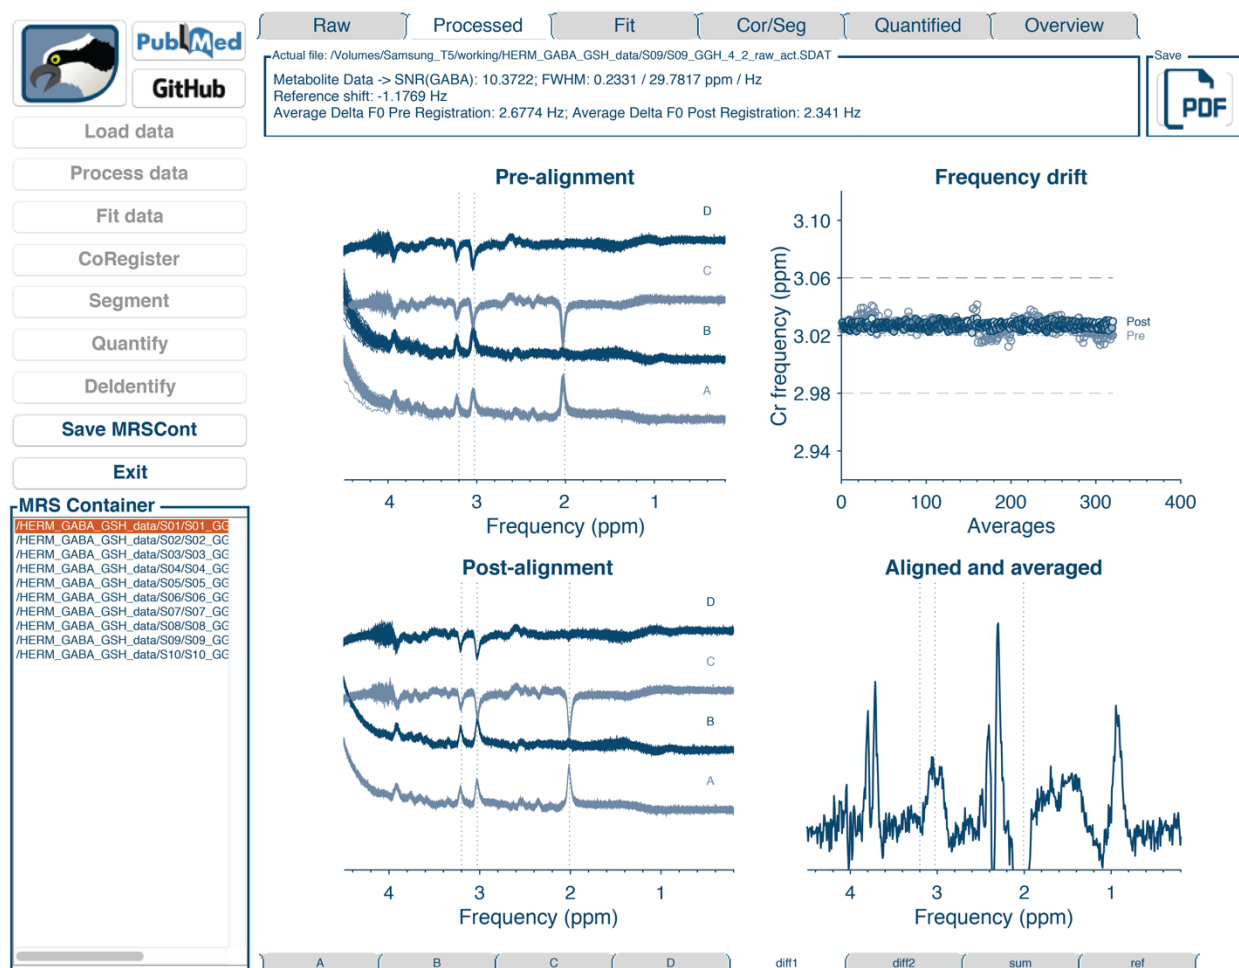 PubMed
GitHub
Load data
Process data
Fit data
CoRegister
Segment
Quantify
DeIdentify
Save MRSCont
Exit
MRS Container
/HERM_GABA_GSH_data/S01/S01_GG
/HERM_GABA_GSH_data/S02/S02_GG
/HERM_GABA_GSH_data/S03/S03_GG
/HERM_GABA_GSH_data/S04/S04_GG
/HERM_GABA_GSH_data/S05/S05_GG
/HERM_GABA_GSH_data/S06/S06_GG
/HERM_GABA_GSH_data/S07/S07_GG
/HERM_GABA_GSH_data/S08/S08_GG
/HERM_GABA_GSH_data/S09/S09_GG
/HERM_GABA_GSH_data/S10/S10_GG
Raw Processed Fit Cor/Seg Quantified Overview
Actual file: /Volumes/Samsung_T5/working/HERM_GABA_GSH_data/S09/S09_GGH_4_2_raw_act.SDAT
Metabolite Data -> SNR(GABA): 10.3722; FWHM: 0.2331 / 29.7817 ppm / Hz
Reference shift: -1.1769 Hz
Average Delta F0 Pre Registration: 2.6774 Hz; Average Delta F0 Post Registration: 2.341 Hz
Save
PDF
Pre-alignment
D
C
B
A
4 3 2 1
Frequency (ppm)
Frequency drift
Cr frequency (ppm)
3.10
3.06
3.02
2.98
2.94
Post
Pre
0 100 200 300 400
Averages
Post-alignment
D
C
B
A
4 3 2 1
Frequency (ppm)
Aligned and averaged
4 3 2 1
Frequency (ppm)
A B C D diff1 diff2 sum ref